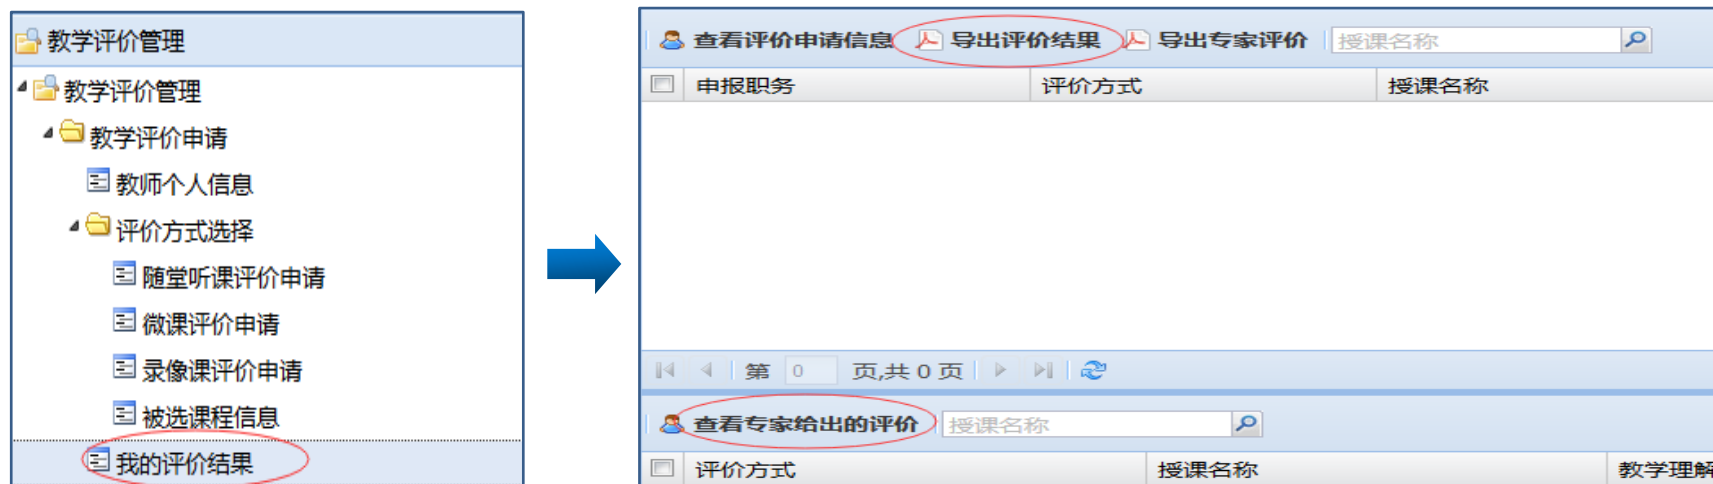 教学评价管理
教学评价管理
教学评价申请
教师个人信息
评价方式选择
随堂听课评价申请
微课评价申请
录像课评价申请
被选课程信息
我的评价结果
查看评价申请信息 导出评价结果 导出专家评价 授课名称
申报职务 评价方式 授课名称
第 0 页,共 0 页
查看专家给出的评价 授课名称
评价方式 授课名称 教学理解